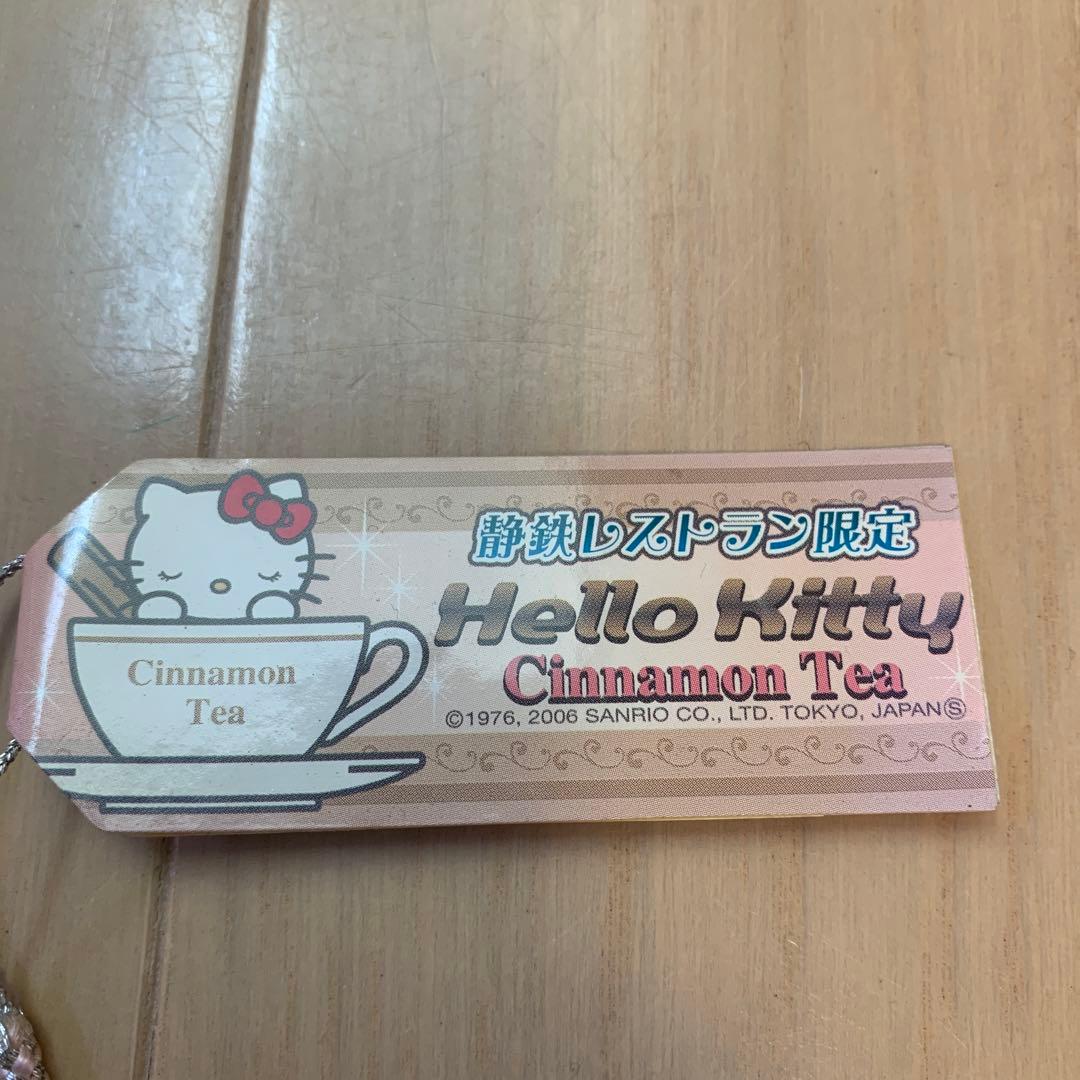 静鉄レストラン限定
Hello Kitty
Cinnamon Tea
©1976, 2006 SANRIO CO., LTD. TOKYO, JAPANⓈ
Cinnamon
Tea